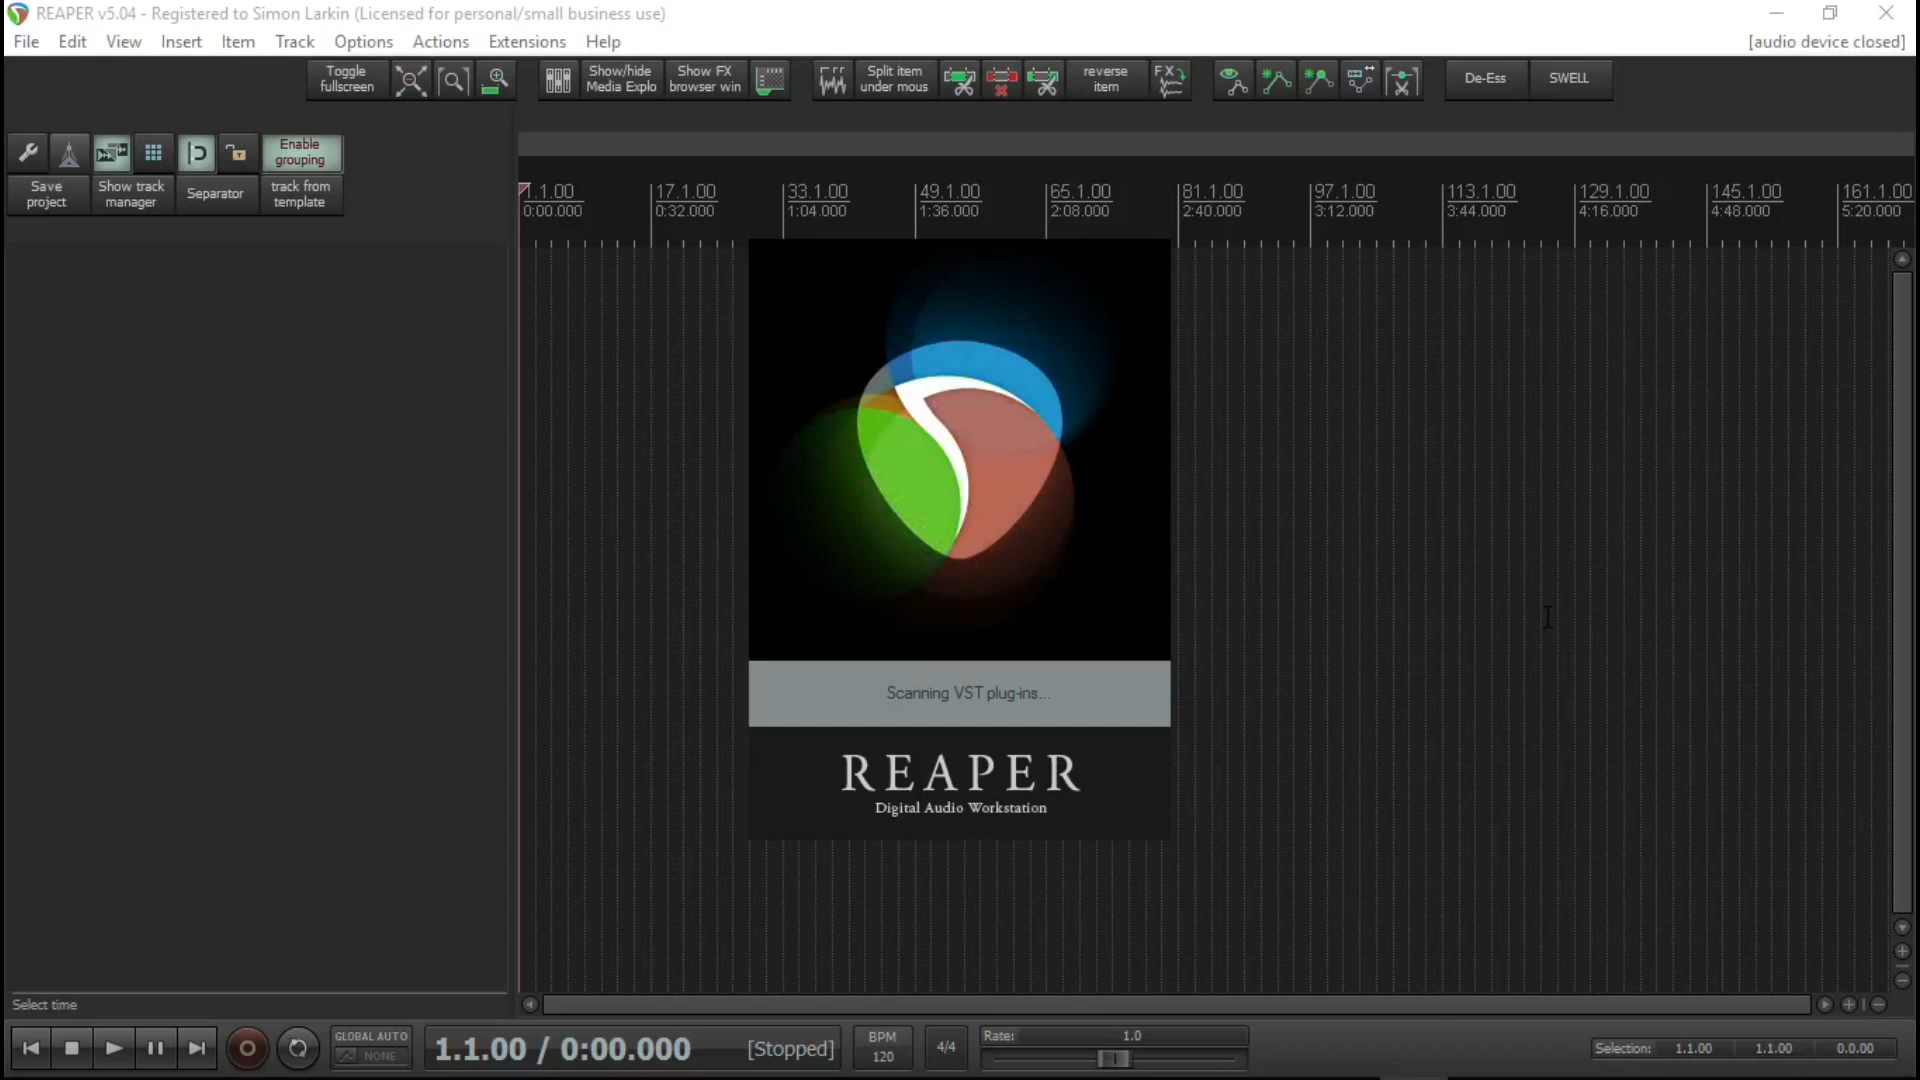 REAPER v5.04 - Registered to Simon Larkin (Licensed for personal/small business use)
File Edit View Insert Item Track Options Actions Extensions Help [audio device closed]
Toggle
fullscreen
Show/hide
Media Explo
Show FX
browser win
Split item
under mous
reverse
item
FX
De-Ess
SWELL
Enable
grouping
Save
project
Show track
manager
Separator
track from
template
1.1.00 17.1.00 33.1.00 49.1.00 65.1.00 81.1.00 97.1.00 113.1.00 129.1.00 145.1.00 161.1.00
0:00.000 0:32.000 1:04.000 1:36.000 2:08.000 2:40.000 3:12.000 3:44.000 4:16.000 4:48.000 5:20.000
Scanning VST plug-ins...
REAPER
Digital Audio Workstation
Select time
GLOBAL AUTO
NONE
1.1.00 / 0:00.000 [Stopped]
BPM
120
4/4
Rate: 1.0
Selection: 1.1.00 1.1.00 0.0.00